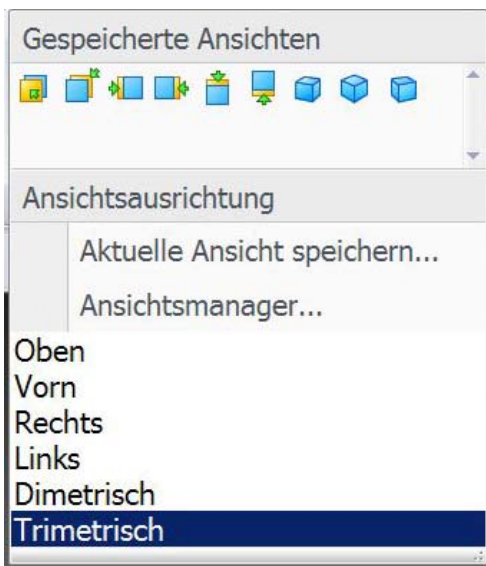 Gespeicherte Ansichten
Ansichtsausrichtung
Aktuelle Ansicht speichern...
Ansichtsmanager...
Oben
Vorn
Rechts
Links
Dimetrisch
Trimetrisch